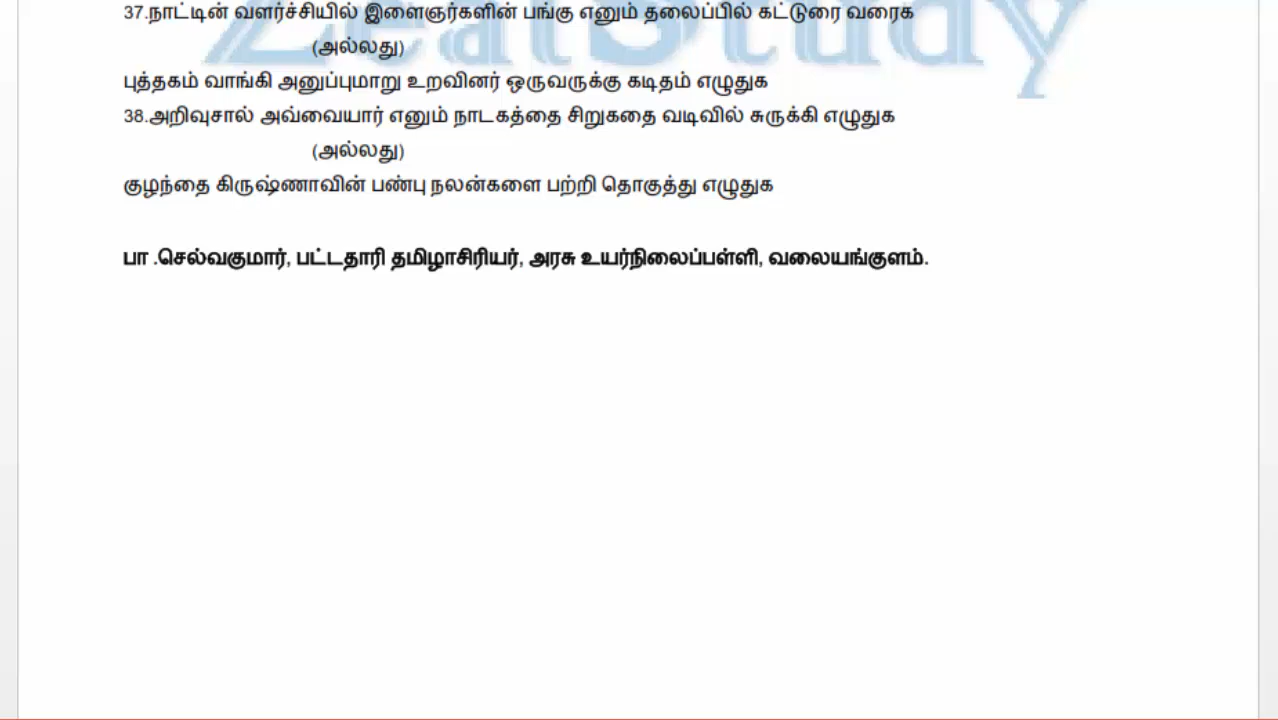 37.நாட்டின் வளர்ச்சியில் இளைஞர்களின் பங்கு எனும் தலைப்பில் கட்டுரை வரைக
ZealStudy
(அல்லது)
புத்தகம் வாங்கி அனுப்புமாறு உறவினர் ஒருவருக்கு கடிதம் எழுதுக
38.அறிவுசால் அவ்வையார் எனும் நாடகத்தை சிறுகதை வடிவில் சுருக்கி எழுதுக
(அல்லது)
குழந்தை கிருஷ்ணாவின் பண்பு நலன்களை பற்றி தொகுத்து எழுதுக
பா .செல்வகுமார், பட்டதாரி தமிழாசிரியர், அரசு உயர்நிலைப்பள்ளி, வலையங்குளம்.